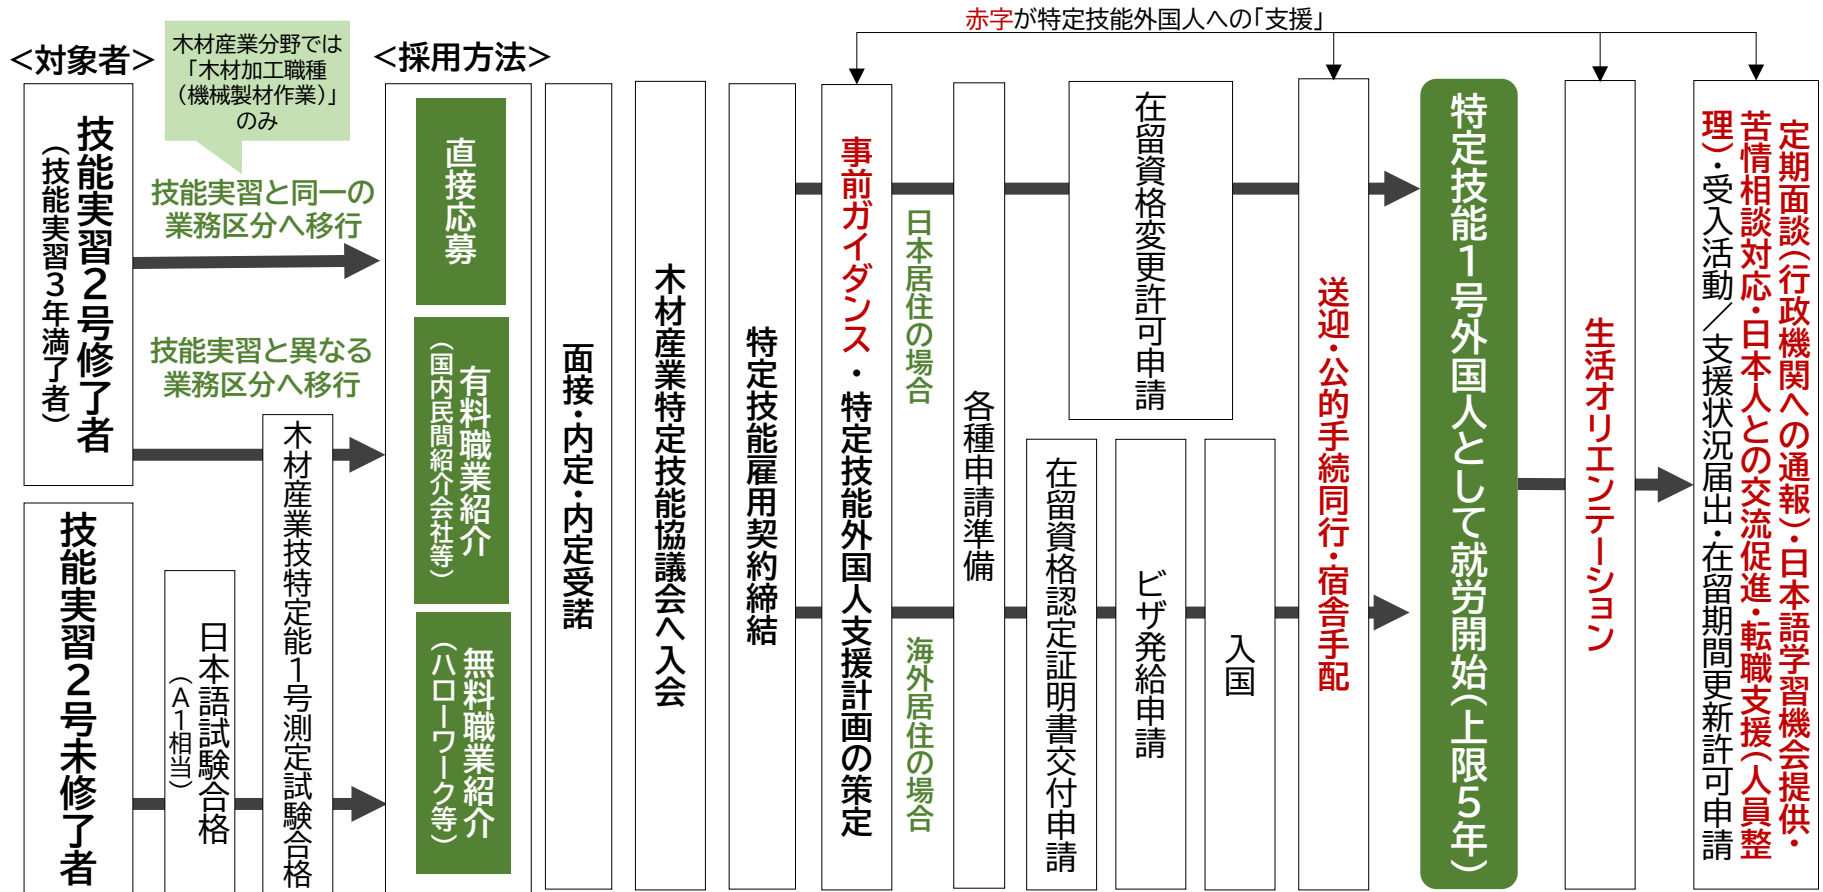 赤字が特定技能外国人への「支援」
＜対象者＞
木材産業分野では
「木材加工職種
（機械製材作業）」
のみ
＜採用方法＞
技能実習２号修了者
（技能実習３年満了者）
技能実習と同一の
業務区分へ移行
技能実習と異なる
業務区分へ移行
技能実習２号未修了者
日本語試験合格
（Ａ１相当）
木材産業技特定能１号測定試験合格
直接応募
有料職業紹介
（国内民間紹介会社等）
無料職業紹介
（ハローワーク等）
面接・内定・内定受諾
木材産業特定技能協議会へ入会
特定技能雇用契約締結
事前ガイダンス・特定技能外国人支援計画の策定
日本居住の場合
海外居住の場合
各種申請準備
在留資格変更許可申請
在留資格認定証明書交付申請
ビザ発給申請
入国
送迎・公的手続同行・宿舎手配
特定技能１号外国人として就労開始（上限５年）
生活オリエンテーション
定期面談（行政機関への通報）・日本語学習機会提供・
苦情相談対応・日本人との交流促進・転職支援（人員整
理）・受入活動／支援状況届出・在留期間更新許可申請